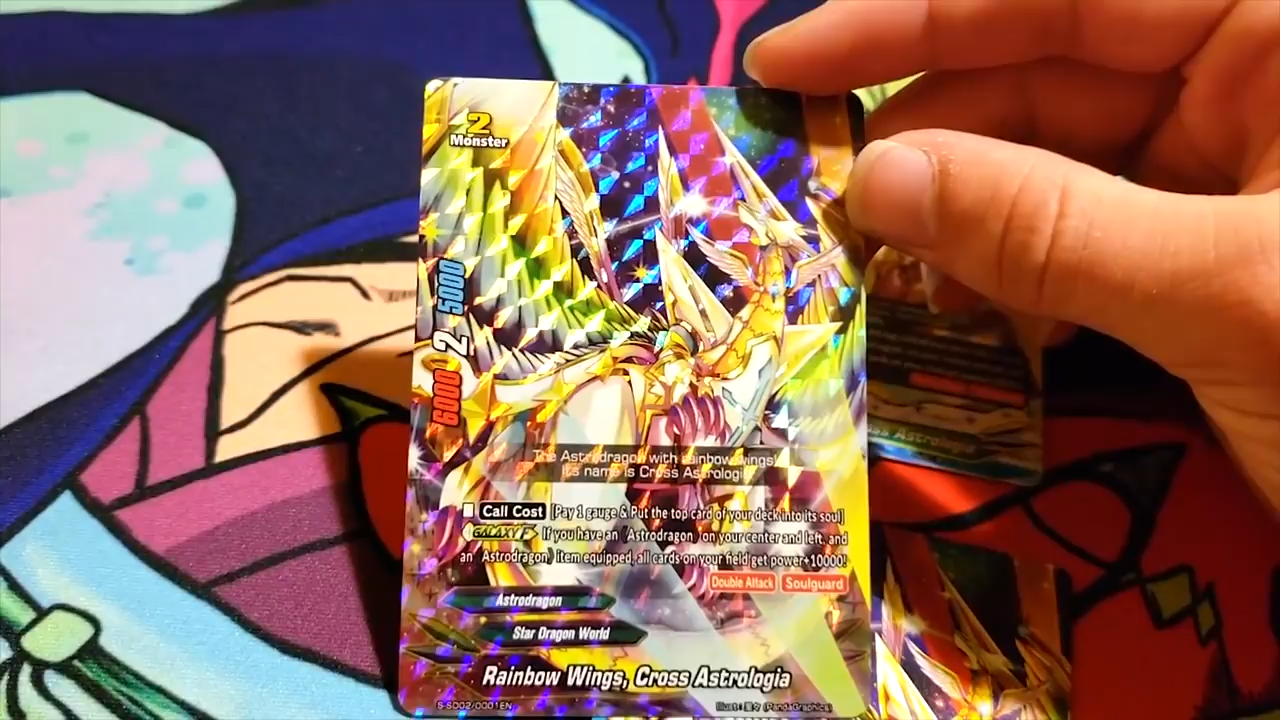 2
Monster
5000
2
6000
The Astrodragon with rainbow wings!
Its name is Cross Astrologia
Call Cost [Pay 1 gauge & Put the top card of your deck into its soul]
GALAXY F If you have an "Astrodragon" on your center and left, and
an "Astrodragon" item equipped, all cards on your field get power+10000!
Double Attack Soulguard
Astrodragon
Star Dragon World
Rainbow Wings, Cross Astrologia
S-SD02/0001EN
Illust: (PandaGraphics)